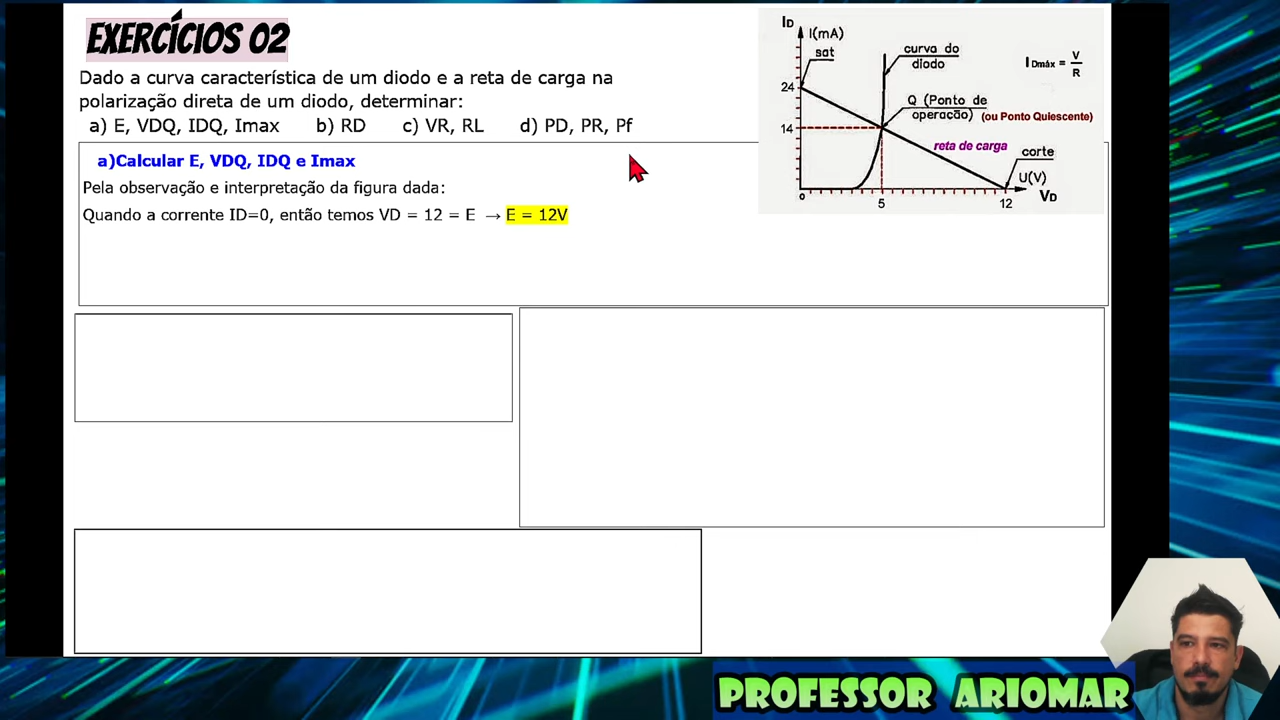 EXERCÍCIOS 02
Dado a curva característica de um diodo e a reta de carga na
polarização direta de um diodo, determinar:
a) E, VDQ, IDQ, Imax b) RD c) VR, RL d) PD, PR, Pf
a)Calcular E, VDQ, IDQ e Imax
Pela observação e interpretação da figura dada:
Quando a corrente ID=0, então temos VD = 12 = E → E = 12V
ID
I(mA)
sat
curva do
diodo
I Dmáx = V
R
24
Q (Ponto de
operação) (ou Ponto Quiescente)
14
reta de carga
corte
U(V)
VD
0
5
12
PROFESSOR ARIOMAR